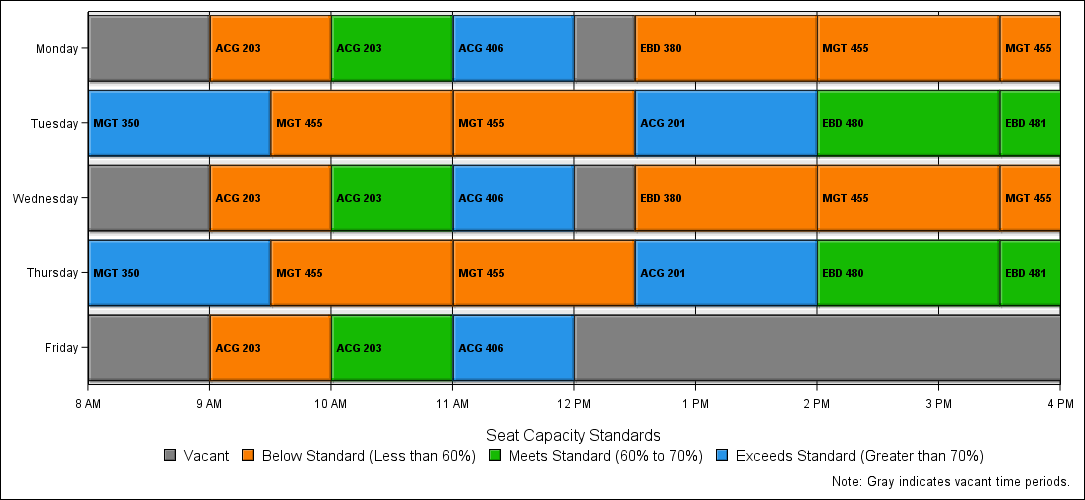 Monday
ACG 203
ACG 203
ACG 406
EBD 380
MGT 455
MGT 455
Tuesday
MGT 350
MGT 455
MGT 455
ACG 201
EBD 480
EBD 481
Wednesday
ACG 203
ACG 203
ACG 406
EBD 380
MGT 455
MGT 455
Thursday
MGT 350
MGT 455
MGT 455
ACG 201
EBD 480
EBD 481
Friday
ACG 203
ACG 203
ACG 406
8 AM 9 AM 10 AM 11 AM 12 PM 1 PM 2 PM 3 PM 4 PM
Seat Capacity Standards
Vacant Below Standard (Less than 60%) Meets Standard (60% to 70%) Exceeds Standard (Greater than 70%)
Note: Gray indicates vacant time periods.